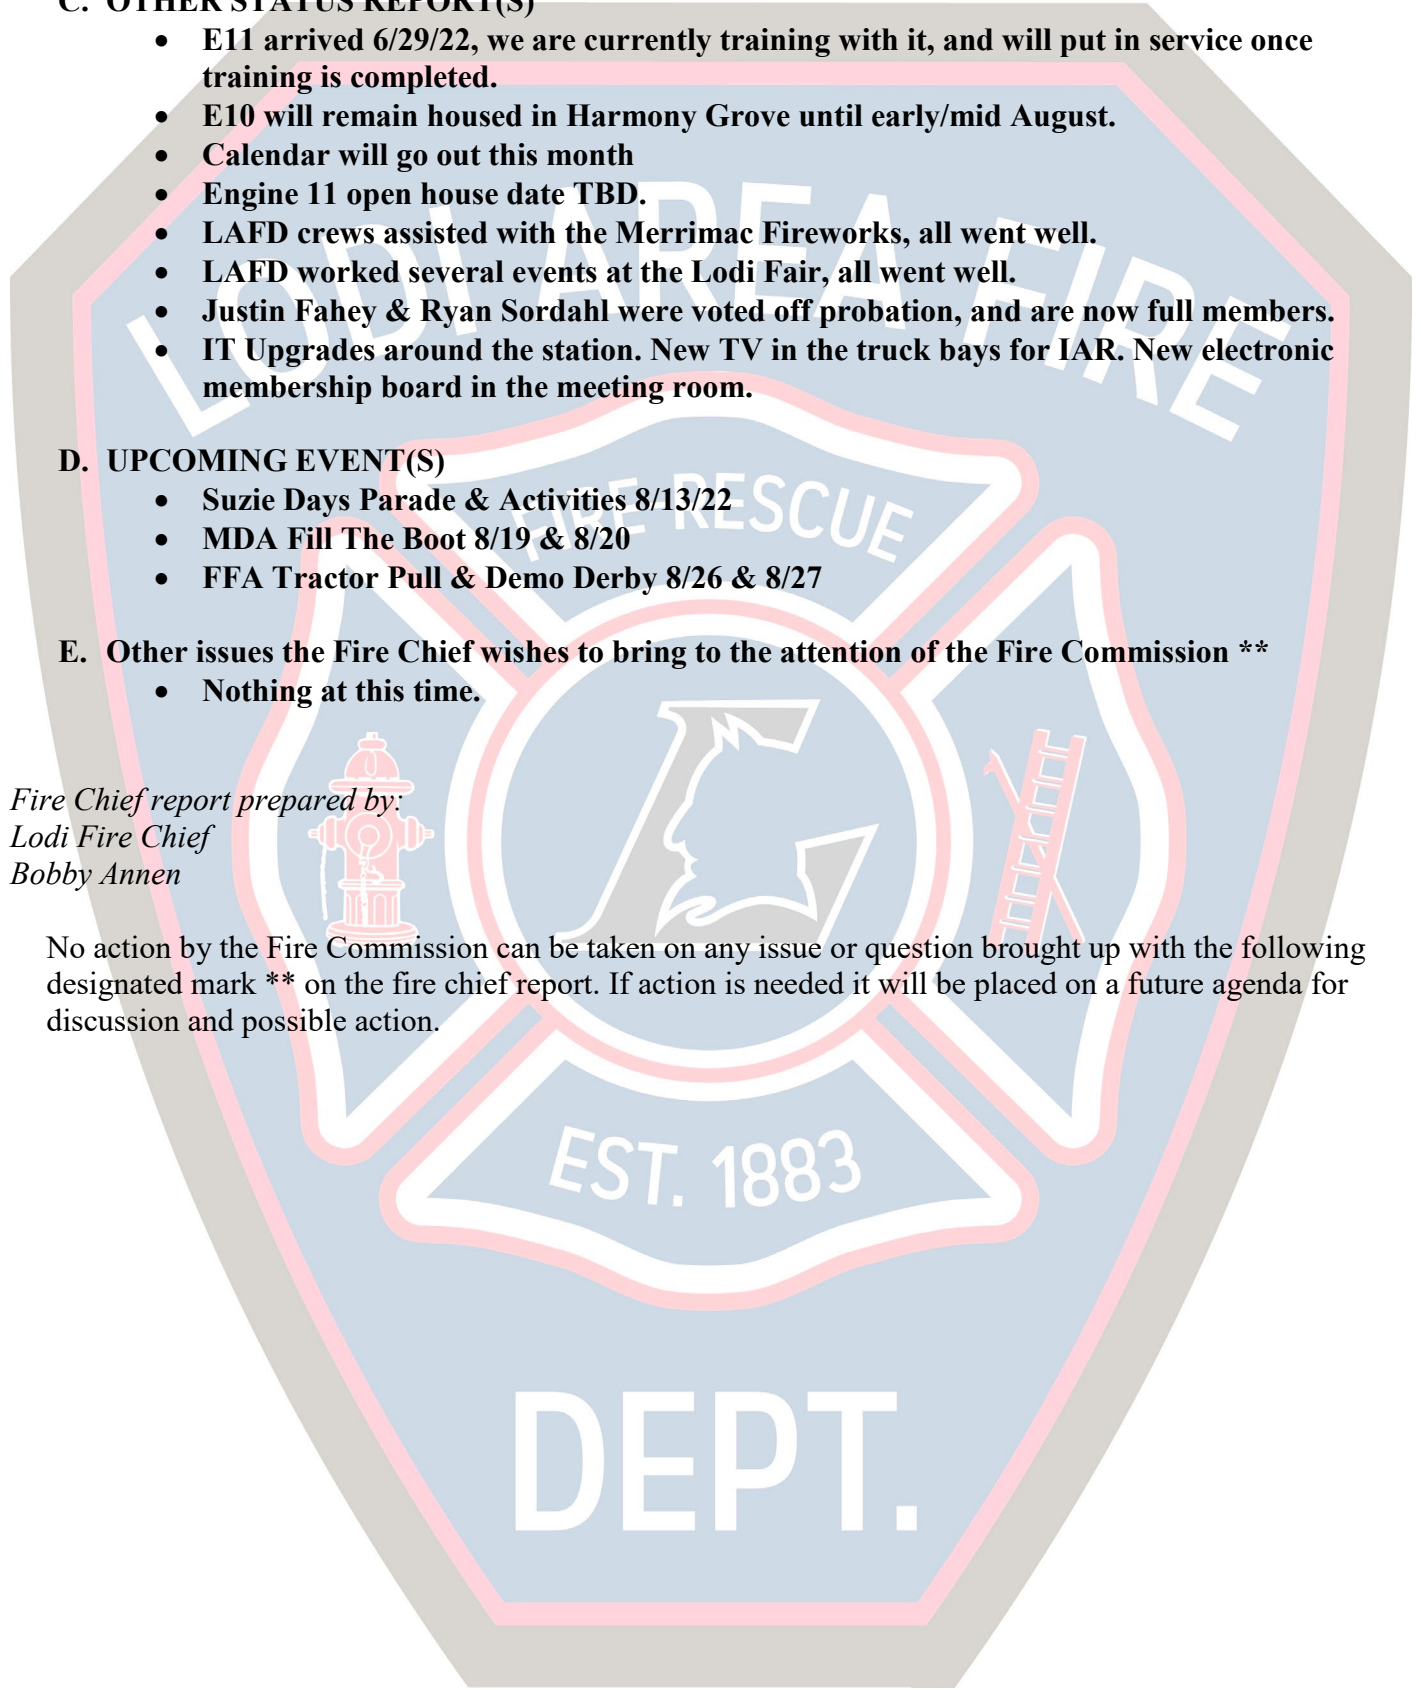 C. OTHER STATUS REPORT(S)
• E11 arrived 6/29/22, we are currently training with it, and will put in service once
training is completed.
• E10 will remain housed in Harmony Grove until early/mid August.
• Calendar will go out this month
• Engine 11 open house date TBD.
• LAFD crews assisted with the Merrimac Fireworks, all went well.
• LAFD worked several events at the Lodi Fair, all went well.
• Justin Fahey & Ryan Sordahl were voted off probation, and are now full members.
• IT Upgrades around the station. New TV in the truck bays for IAR. New electronic
membership board in the meeting room.
D. UPCOMING EVENT(S)
• Suzie Days Parade & Activities 8/13/22
• MDA Fill The Boot 8/19 & 8/20
• FFA Tractor Pull & Demo Derby 8/26 & 8/27
E. Other issues the Fire Chief wishes to bring to the attention of the Fire Commission **
• Nothing at this time.
Fire Chief report prepared by:
Lodi Fire Chief
Bobby Annen
No action by the Fire Commission can be taken on any issue or question brought up with the following
designated mark ** on the fire chief report. If action is needed it will be placed on a future agenda for
discussion and possible action.
LODI AREA FIRE
FIRE-RESCUE
L
EST. 1883
DEPT.